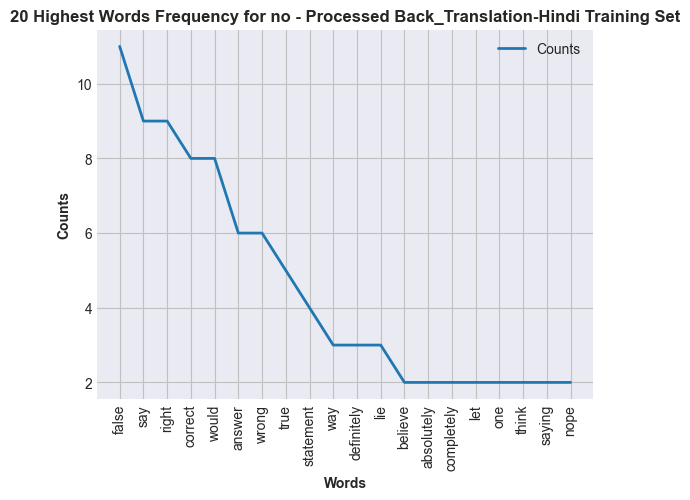 20 Highest Words Frequency for no - Processed Back_Translation-Hindi Training Set
Counts
10
8
6
4
2
Counts
false
say
right
correct
would
answer
wrong
true
statement
way
definitely
lie
believe
absolutely
completely
let
one
think
saying
nope
Words